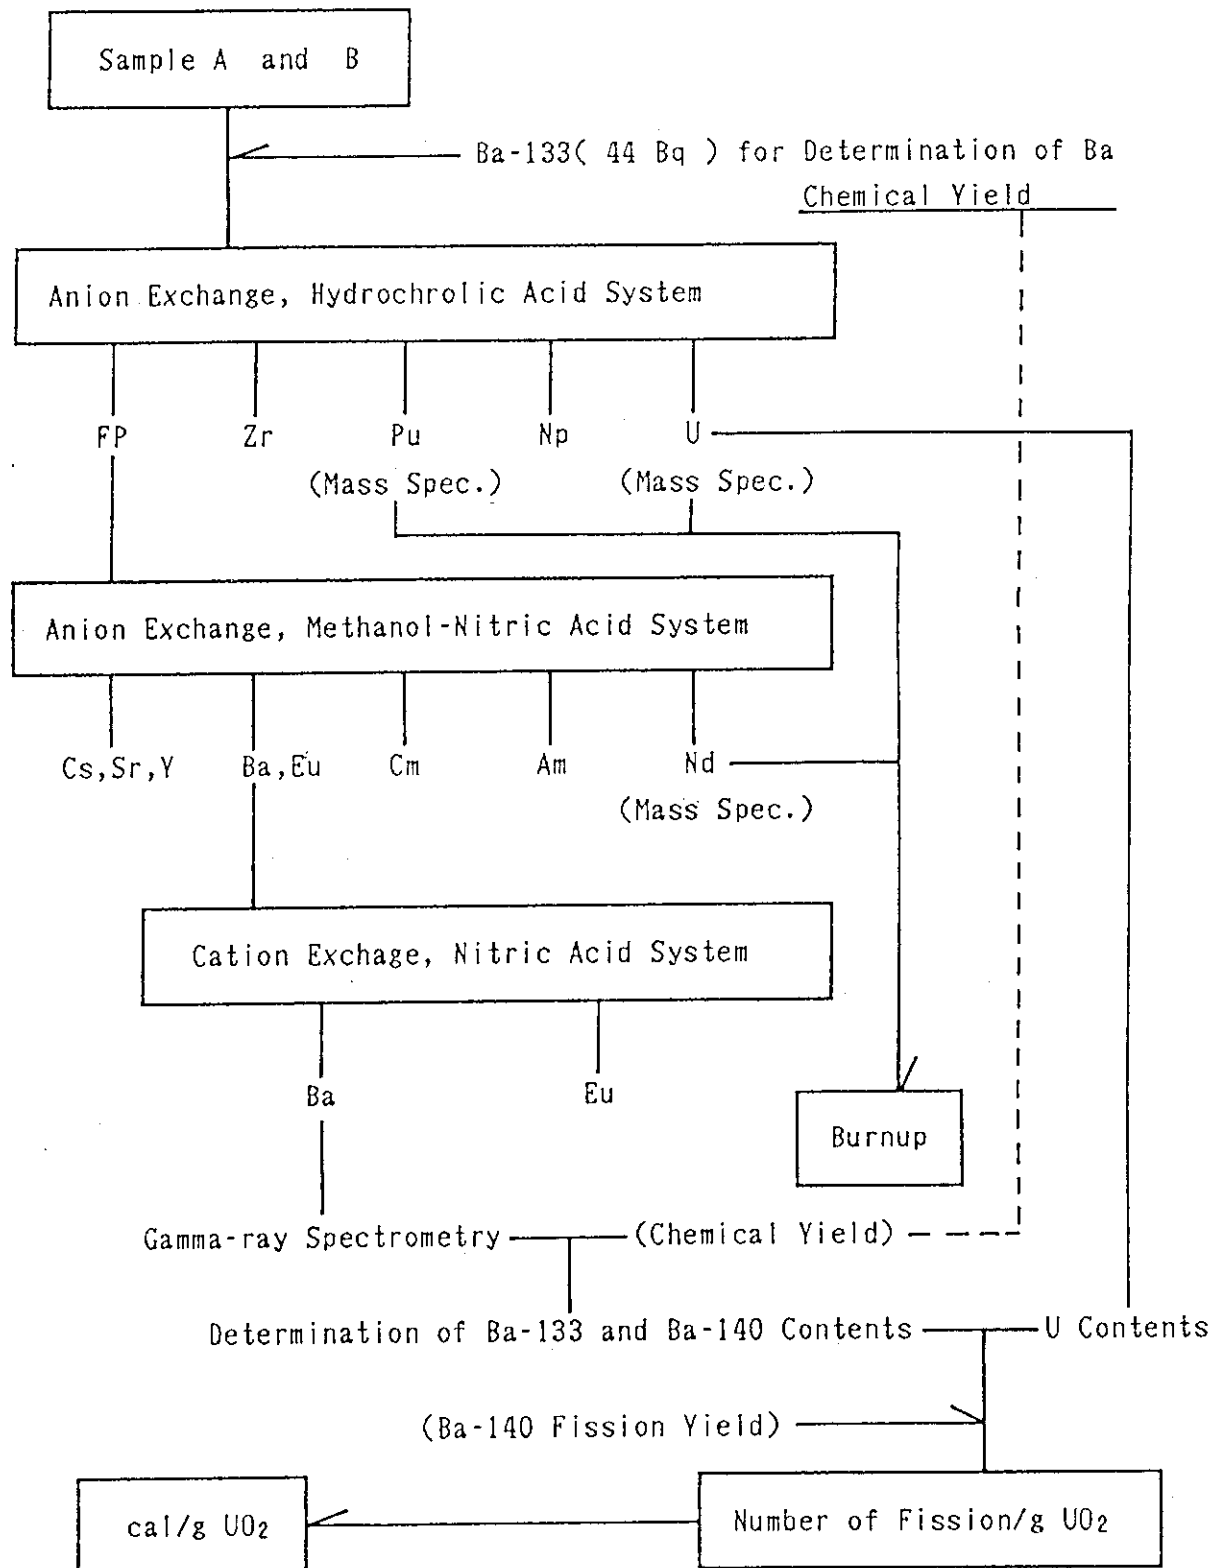 Sample A and B
Ba-133( 44 Bq ) for Determination of Ba
Chemical Yield
Anion Exchange, Hydrochrolic Acid System
FP Zr Pu Np U
(Mass Spec.) (Mass Spec.)
Anion Exchange, Methanol-Nitric Acid System
Cs,Sr,Y Ba,Eu Cm Am Nd
(Mass Spec.)
Cation Exchage, Nitric Acid System
Ba Eu
Burnup
Gamma-ray Spectrometry (Chemical Yield)
Determination of Ba-133 and Ba-140 Contents U Contents
(Ba-140 Fission Yield)
cal/g UO₂ Number of Fission/g UO₂